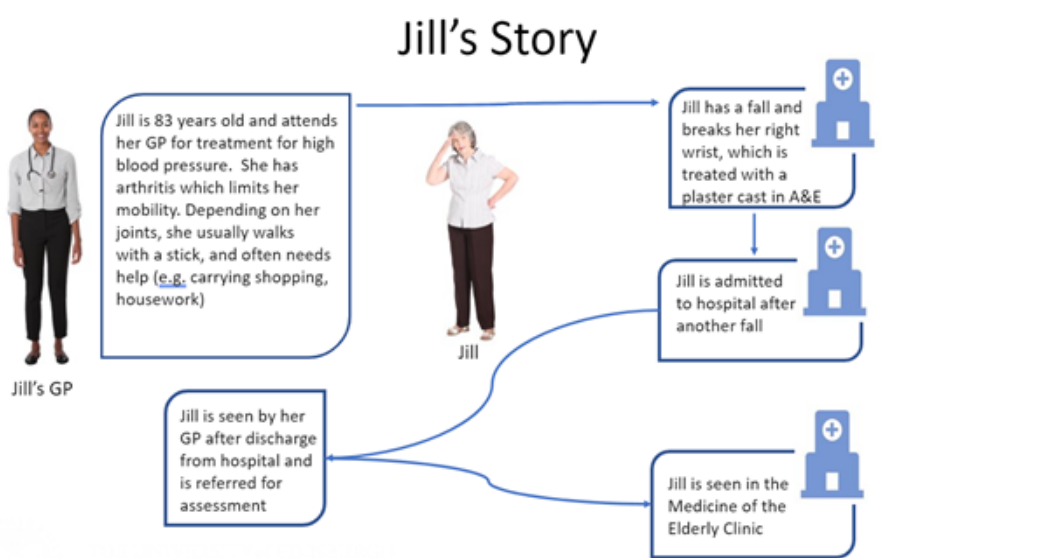 Jill's Story
Jill is 83 years old and attends
her GP for treatment for high
blood pressure.  She has
arthritis which limits her
mobility. Depending on her
joints, she usually walks
with a stick, and often needs
help (e.g. carrying shopping,
housework)
Jill's GP
Jill
Jill has a fall and
breaks her right
wrist, which is
treated with a
plaster cast in A&E
Jill is admitted
to hospital after
another fall
Jill is seen by her
GP after discharge
from hospital and
is referred for
assessment
Jill is seen in the
Medicine of the
Elderly Clinic